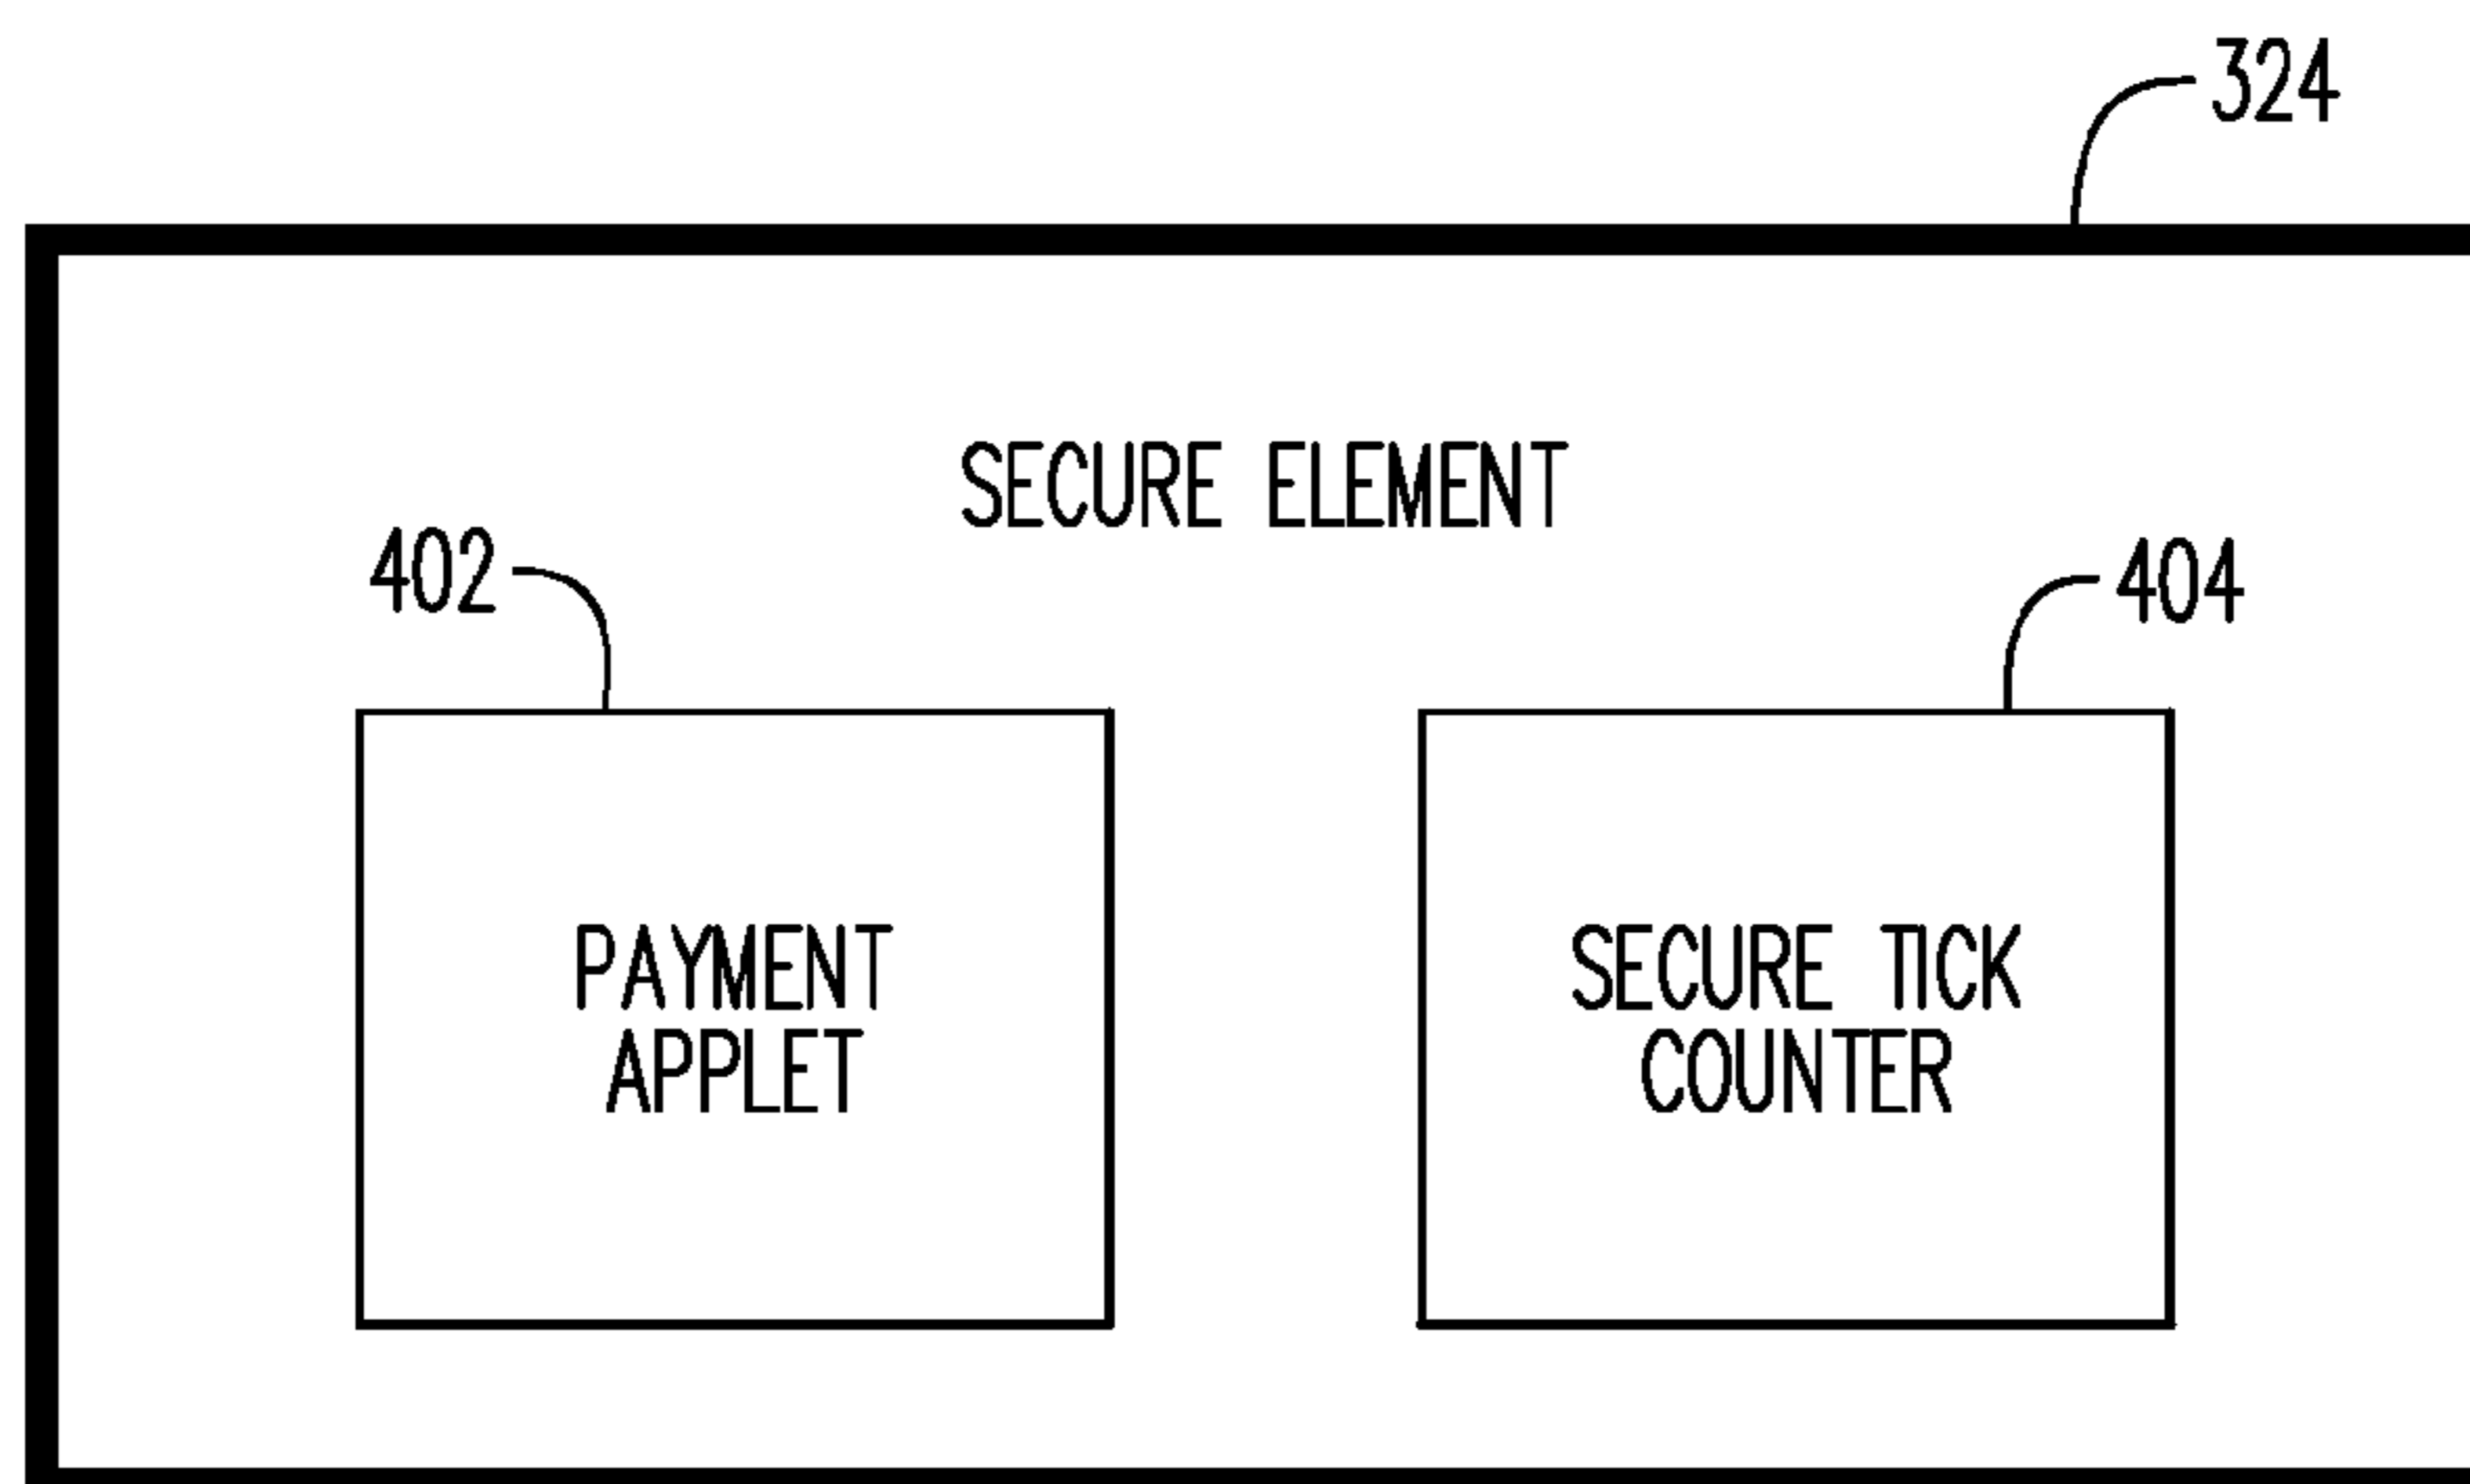 324
SECURE ELEMENT
402
404
PAYMENT
APPLET
SECURE TICK
COUNTER